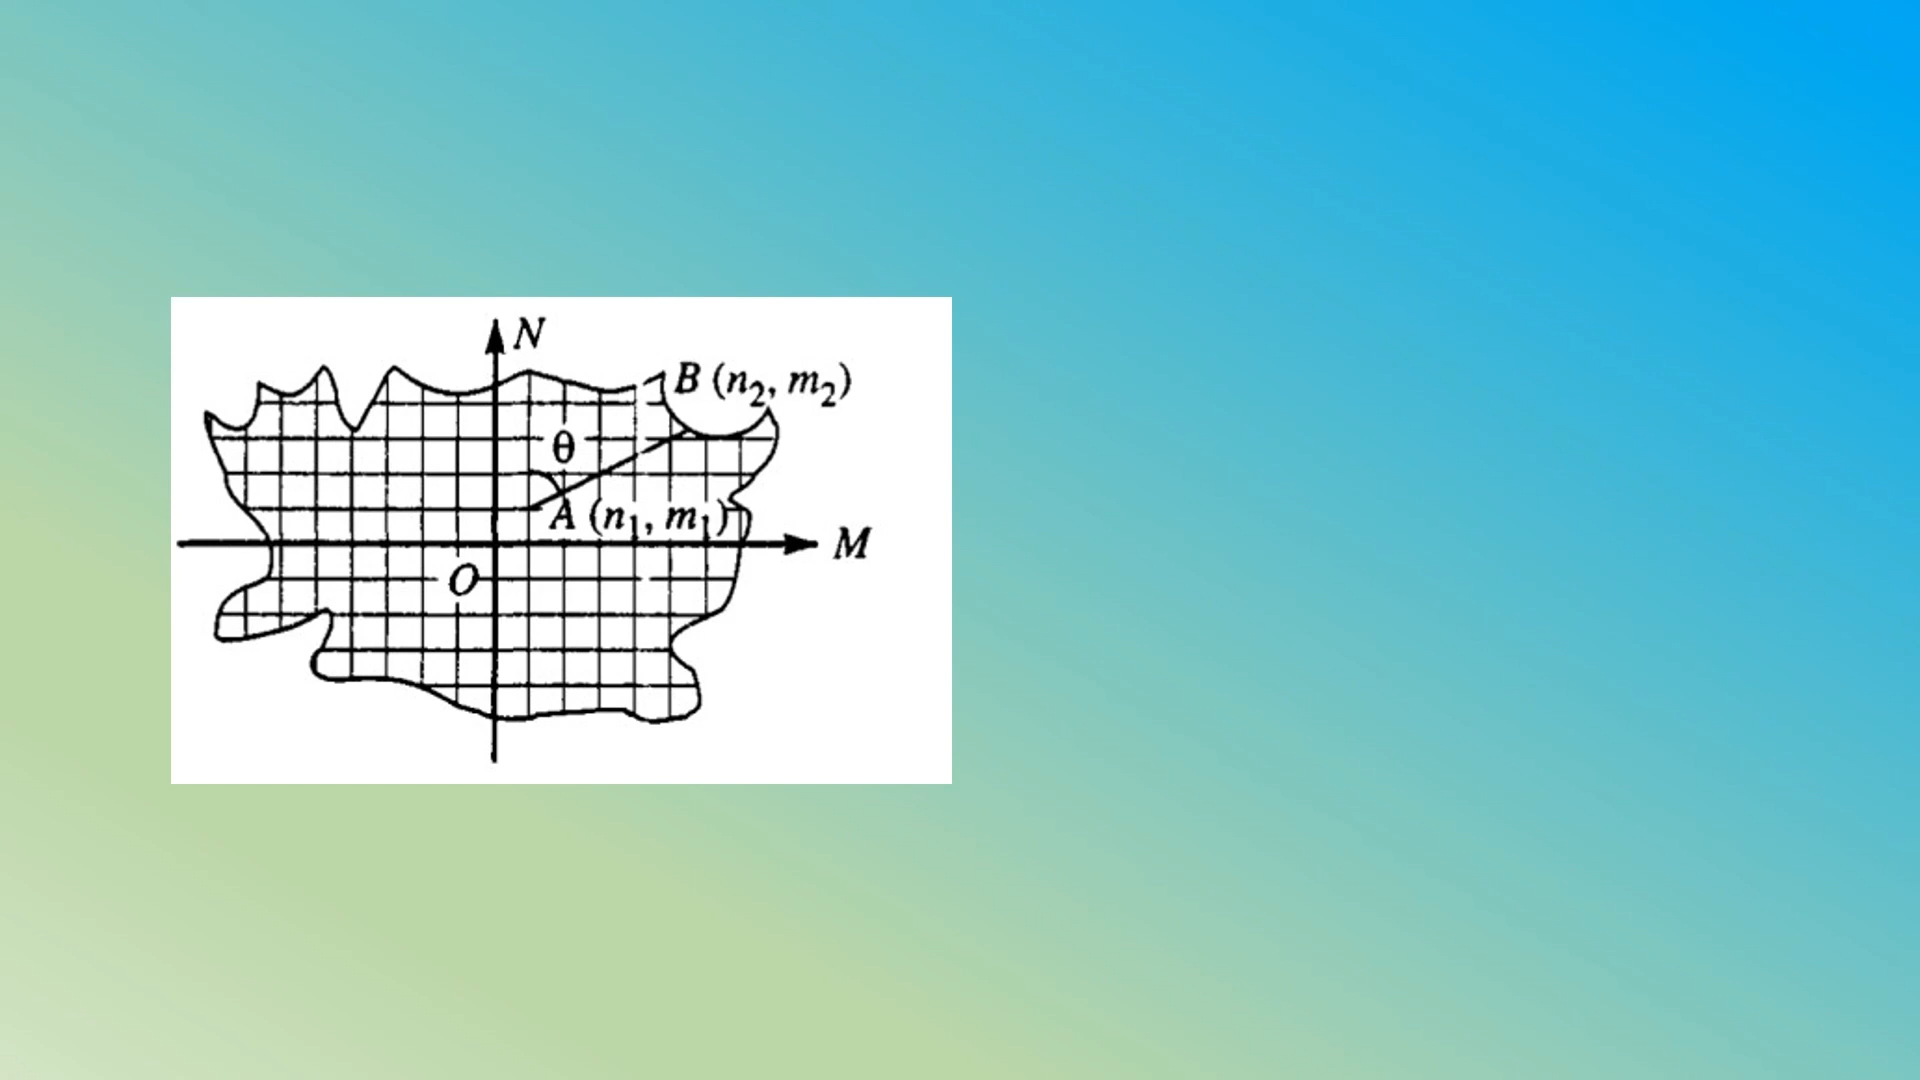 N
B (n₂, m₂)
θ
A (n₁, m₁)
M
O